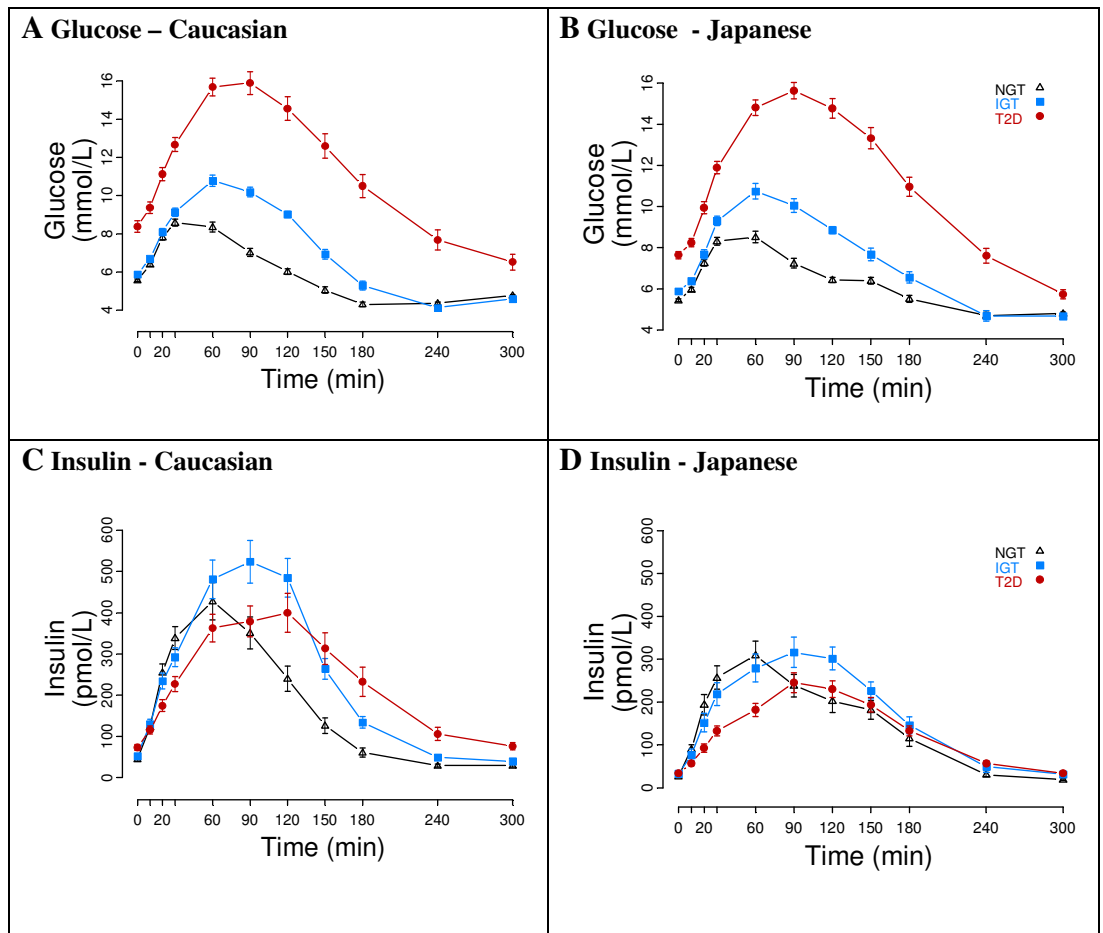 A Glucose – Caucasian
16
14
12
10
8
6
4
Glucose
(mmol/L)
0 20 60 90 120 150 180 240 300
Time (min)
B Glucose - Japanese
16
14
12
10
8
6
4
Glucose
(mmol/L)
NGT
IGT
T2D
0 20 60 90 120 150 180 240 300
Time (min)
C Insulin - Caucasian
600
500
400
300
200
100
0
Insulin
(pmol/L)
0 20 60 90 120 150 180 240 300
Time (min)
D Insulin - Japanese
600
500
400
300
200
100
0
Insulin
(pmol/L)
NGT
IGT
T2D
0 20 60 90 120 150 180 240 300
Time (min)